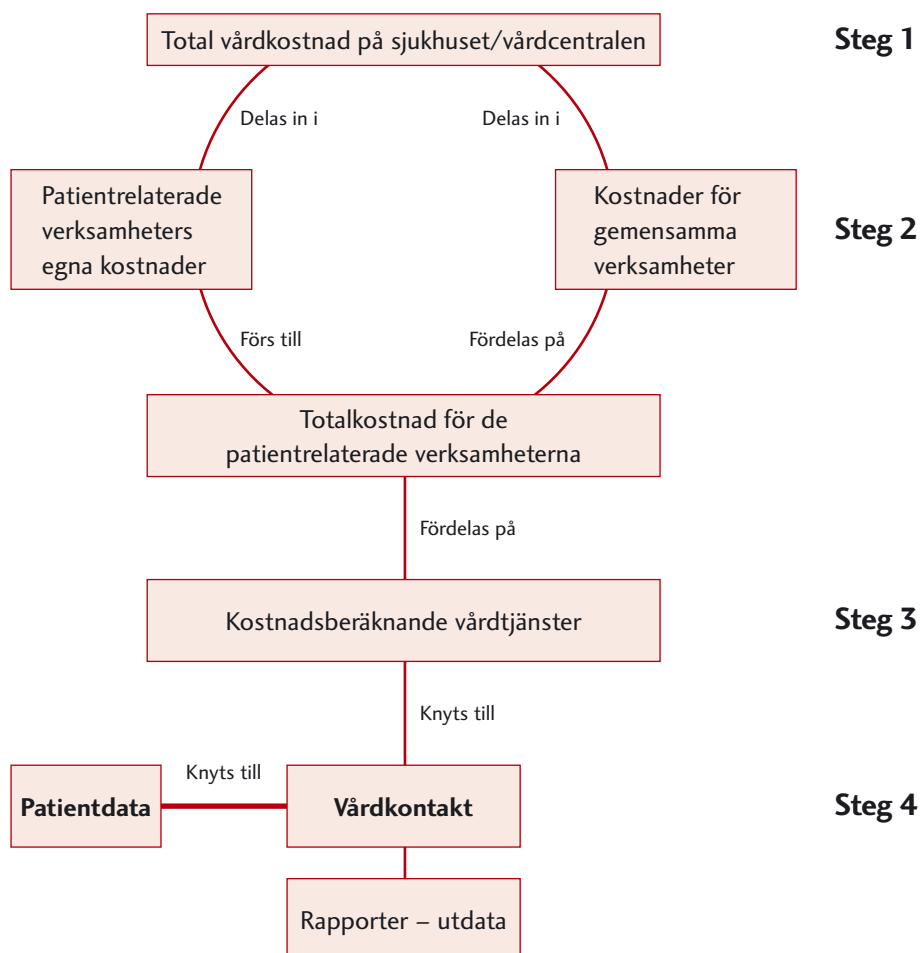 Total vårdkostnad på sjukhuset/vårdcentralen
Steg 1
Delas in i
Delas in i
Patientrelaterade
verksamheters
egna kostnader
Kostnader för
gemensamma
verksamheter
Steg 2
Förs till
Fördelas på
Totalkostnad för de
patientrelaterade verksamheterna
Fördelas på
Kostnadsberäknande vårdtjänster
Steg 3
Knyts till
Knyts till
Patientdata
Vårdkontakt
Steg 4
Rapporter – utdata